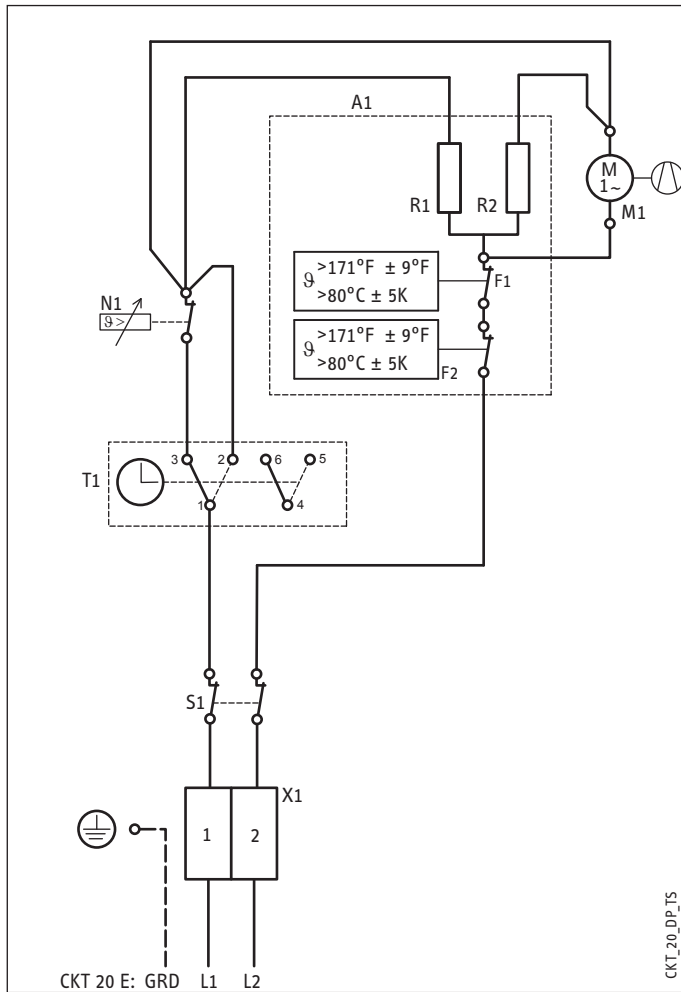 A1
R1
R2
M
1~
M1
ϑ >171°F ± 9°F
>80°C ± 5K
F1
ϑ >171°F ± 9°F
>80°C ± 5K
F2
N1
ϑ>
T1
3
2
6
5
1
4
S1
X1
1
2
CKT 20 E: GRD L1 L2
CKT_20_DP_TS